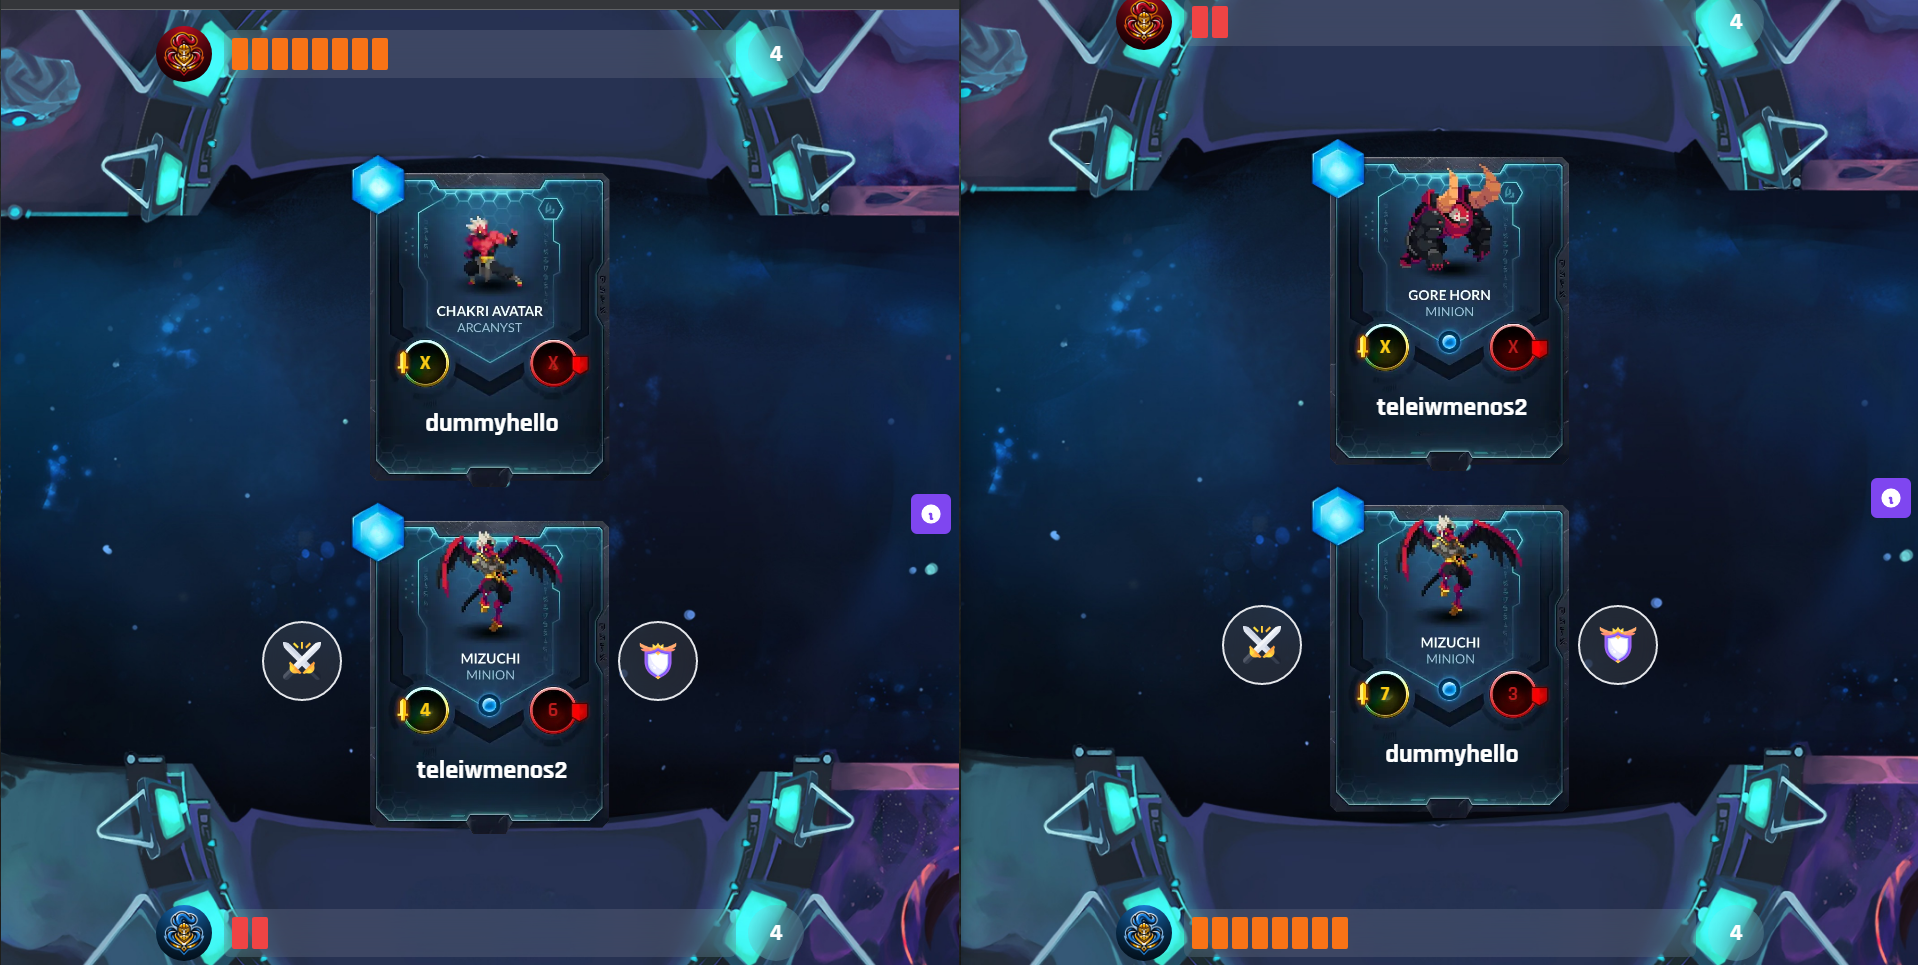 4
CHAKRI AVATAR
ARCANYST
X
X
dummyhello
MIZUCHI
MINION
4
6
teleiwmenos2
4
4
GORE HORN
MINION
X
X
teleiwmenos2
MIZUCHI
MINION
7
3
dummyhello
4